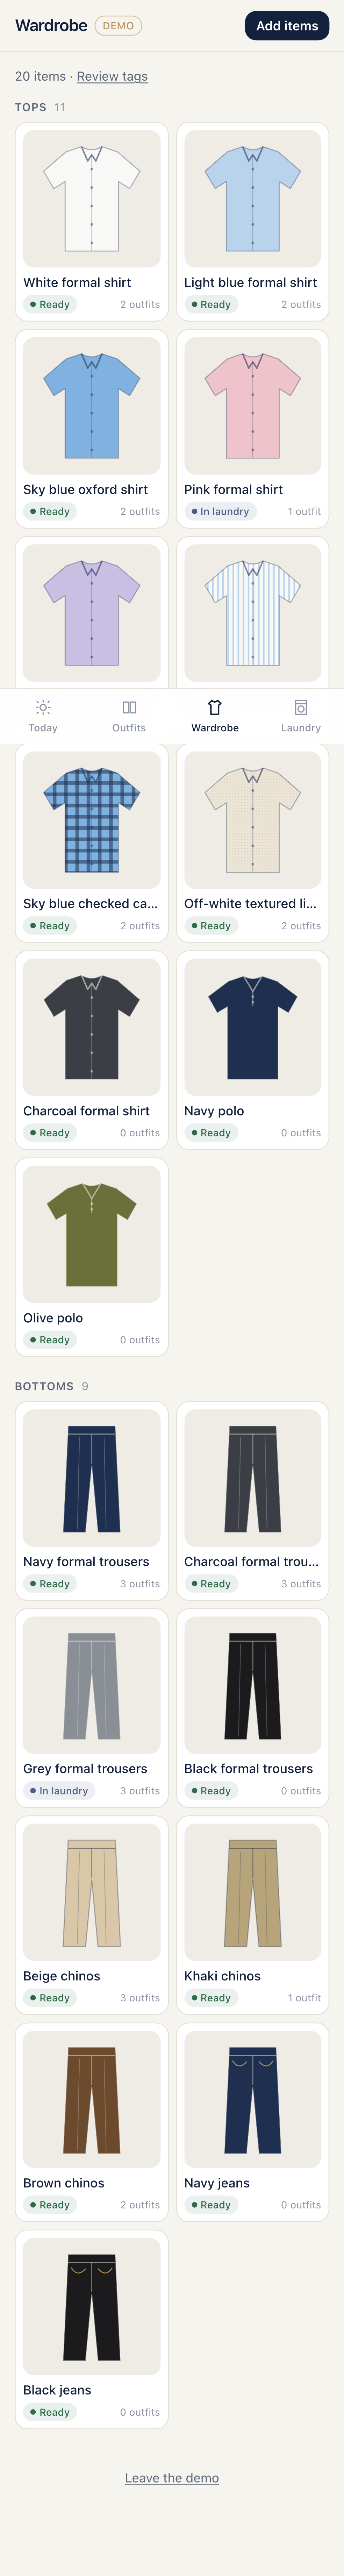 Wardrobe DEMO Add items
20 items · Review tags
TOPS 11
White formal shirt
Ready 2 outfits
Light blue formal shirt
Ready 2 outfits
Sky blue oxford shirt
Ready 2 outfits
Pink formal shirt
In laundry 1 outfit
Today Outfits Wardrobe Laundry
Sky blue checked ca...
Ready 2 outfits
Off-white textured li...
Ready 2 outfits
Charcoal formal shirt
Ready 0 outfits
Navy polo
Ready 0 outfits
Olive polo
Ready 0 outfits
BOTTOMS 9
Navy formal trousers
Ready 3 outfits
Charcoal formal trou...
Ready 3 outfits
Grey formal trousers
In laundry 3 outfits
Black formal trousers
Ready 0 outfits
Beige chinos
Ready 3 outfits
Khaki chinos
Ready 1 outfit
Brown chinos
Ready 2 outfits
Navy jeans
Ready 0 outfits
Black jeans
Ready 0 outfits
Leave the demo